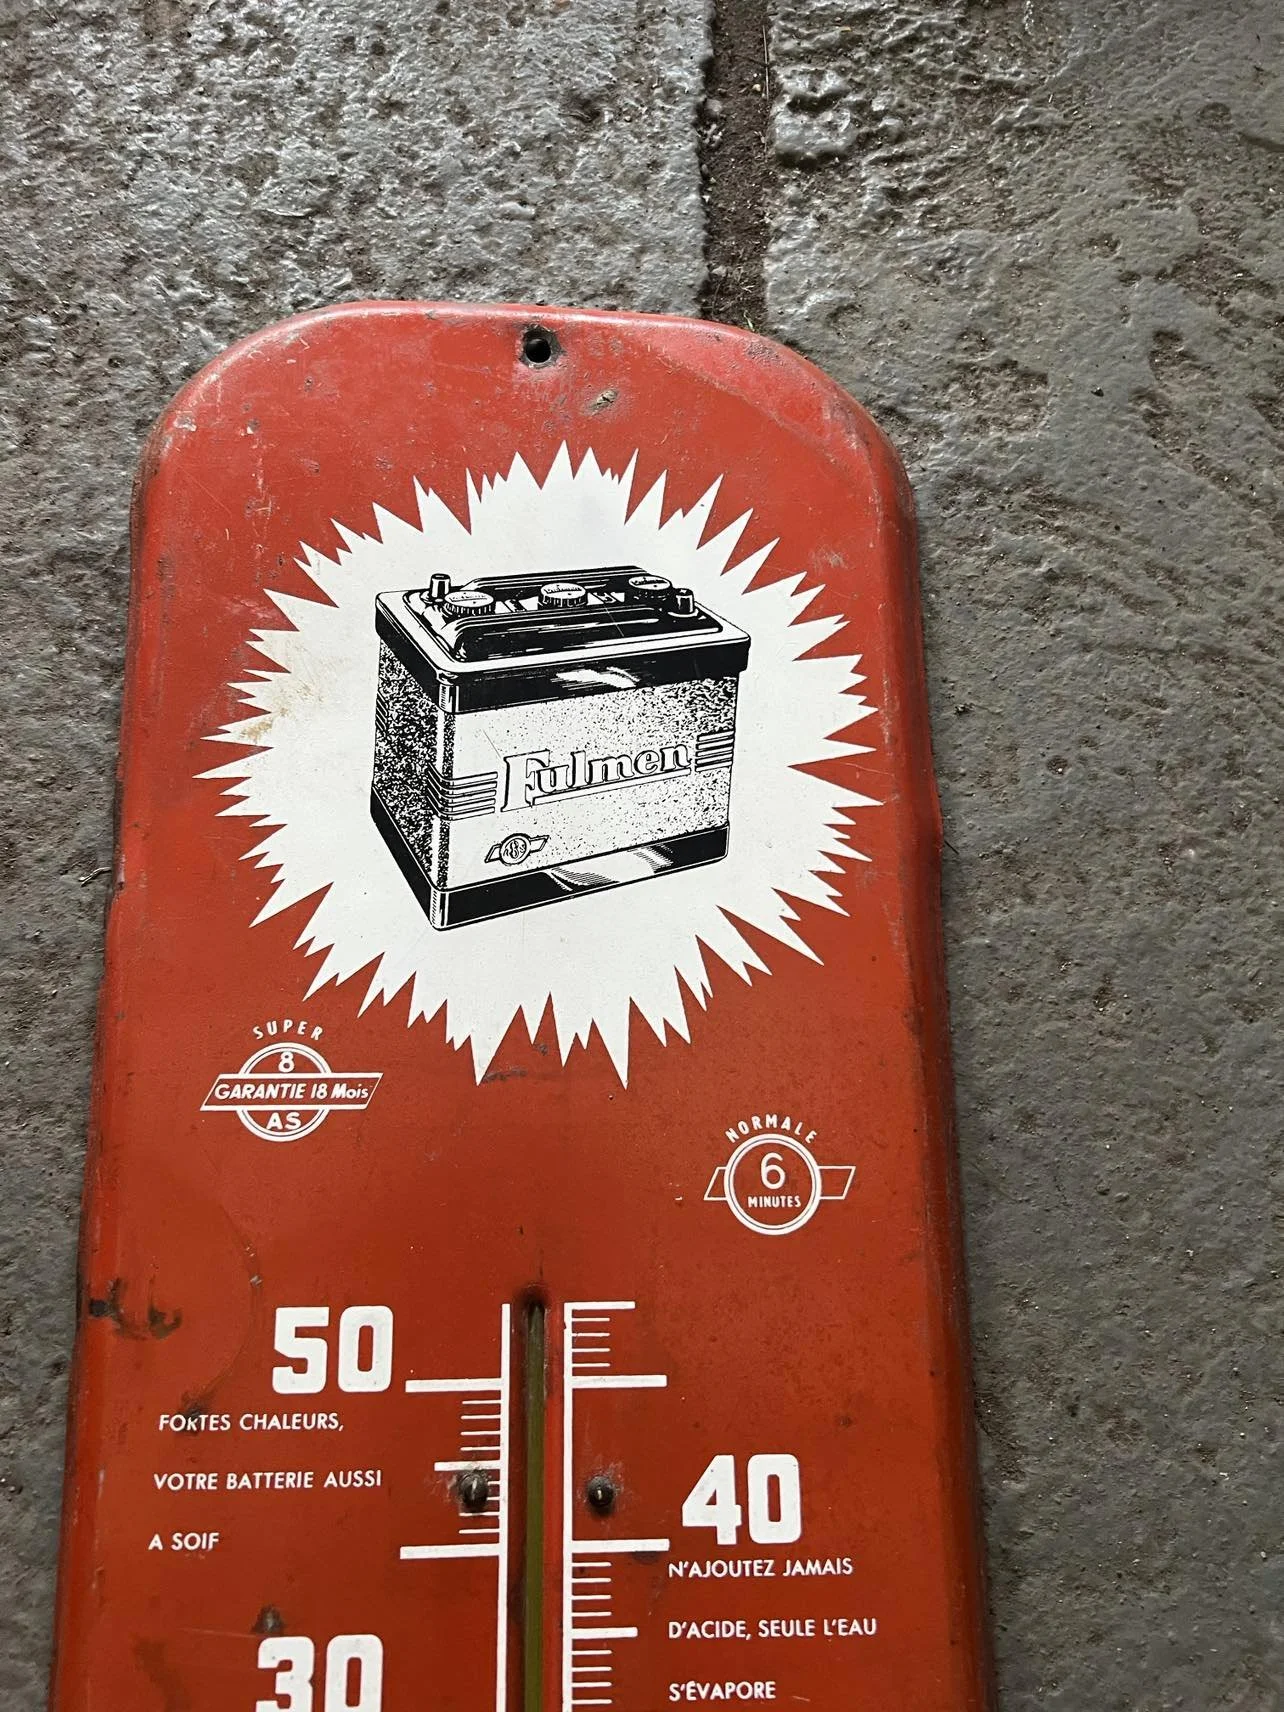 Fulmen
SUPER
8
GARANTIE 18 Mois
AS
NORMALE
6
MINUTES
50
FORTES CHALEURS,
VOTRE BATTERIE AUSSI
A SOIF
40
N'AJOUTEZ JAMAIS
D'ACIDE, SEULE L'EAU
S'ÉVAPORE
30